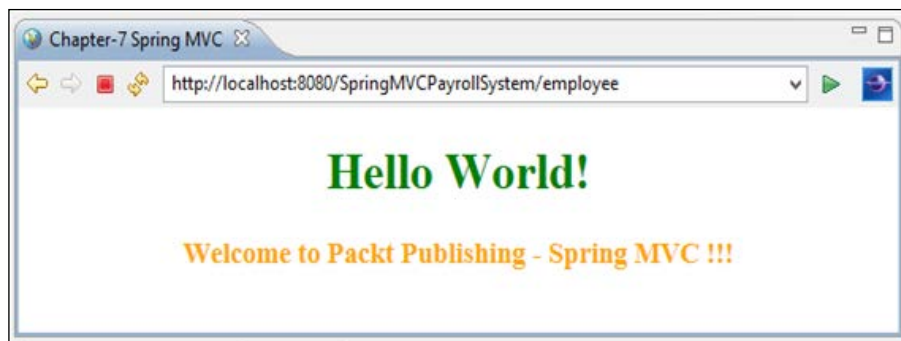 Chapter-7 Spring MVC
http://localhost:8080/SpringMVCPayrollSystem/employee
Hello World!
Welcome to Packt Publishing - Spring MVC !!!